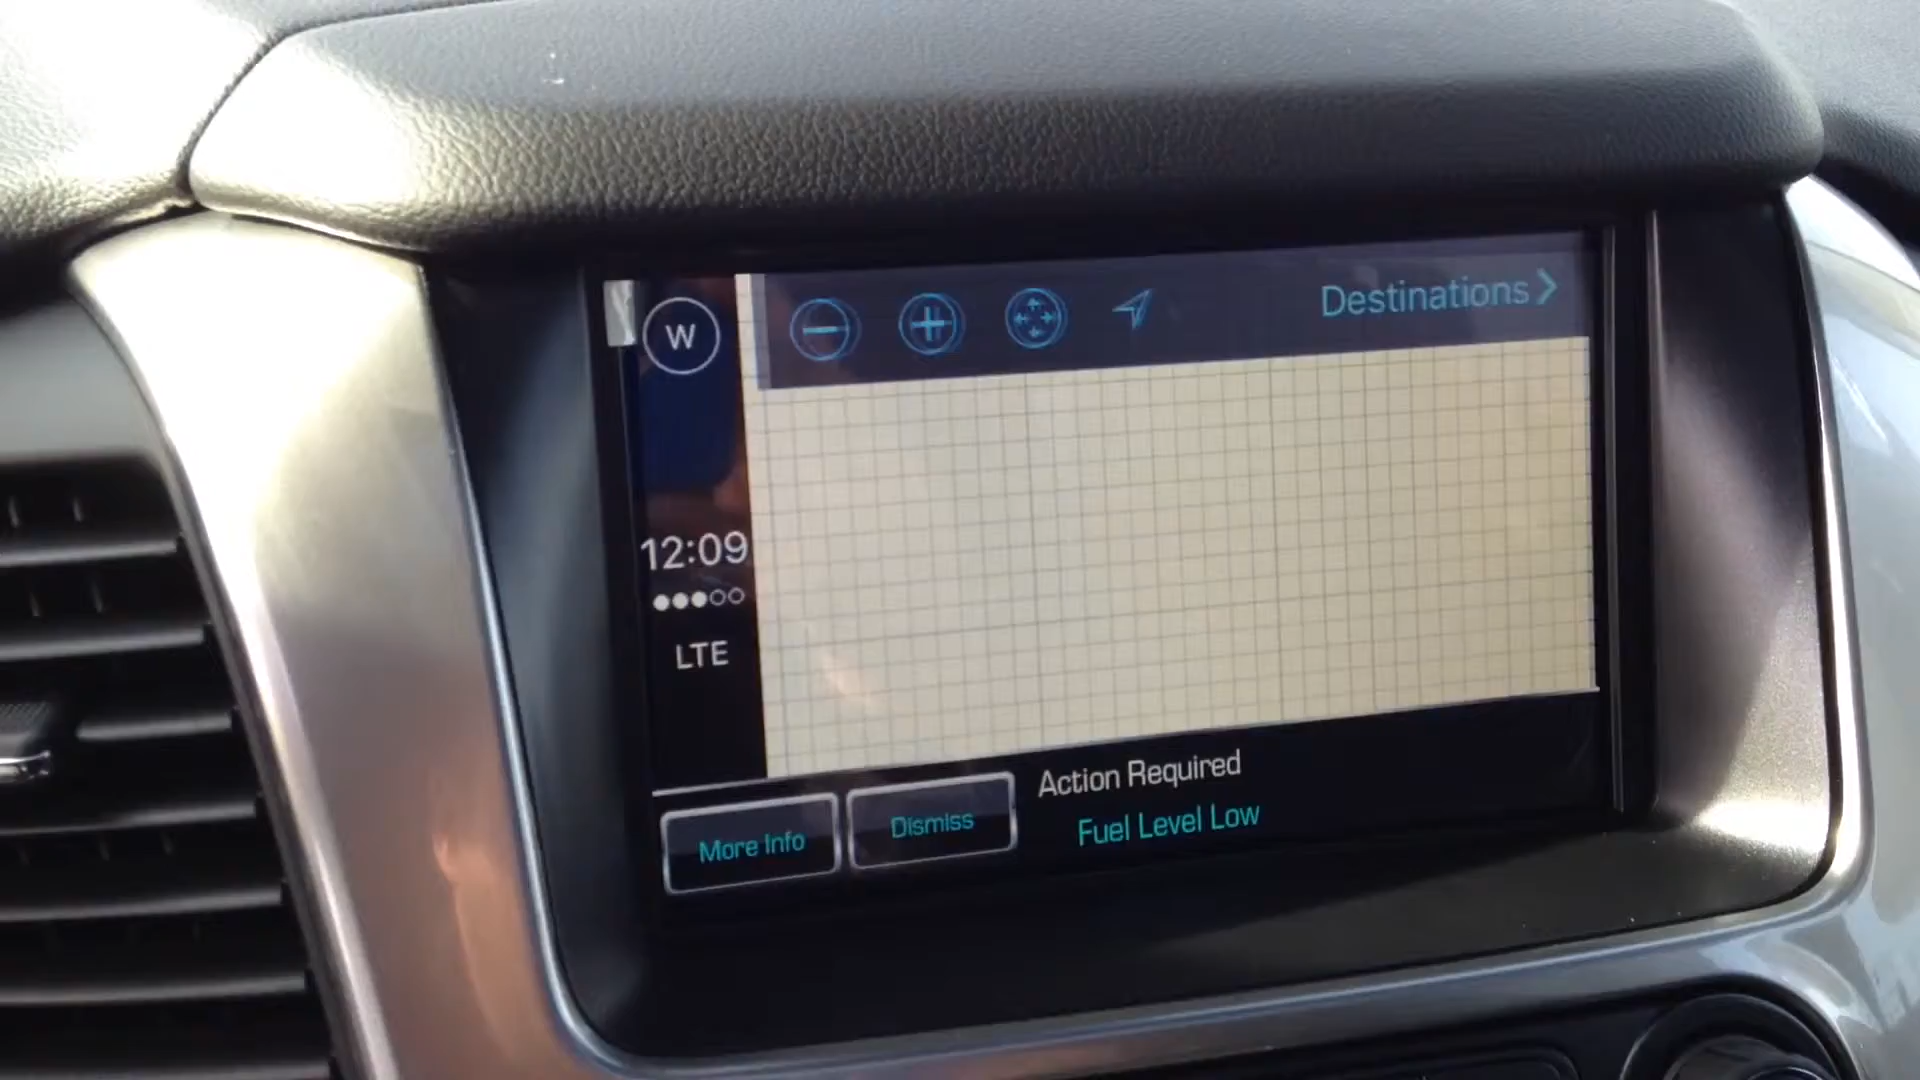 W
Destinations
12:09
LTE
Action Required
Fuel Level Low
More Info
Dismiss